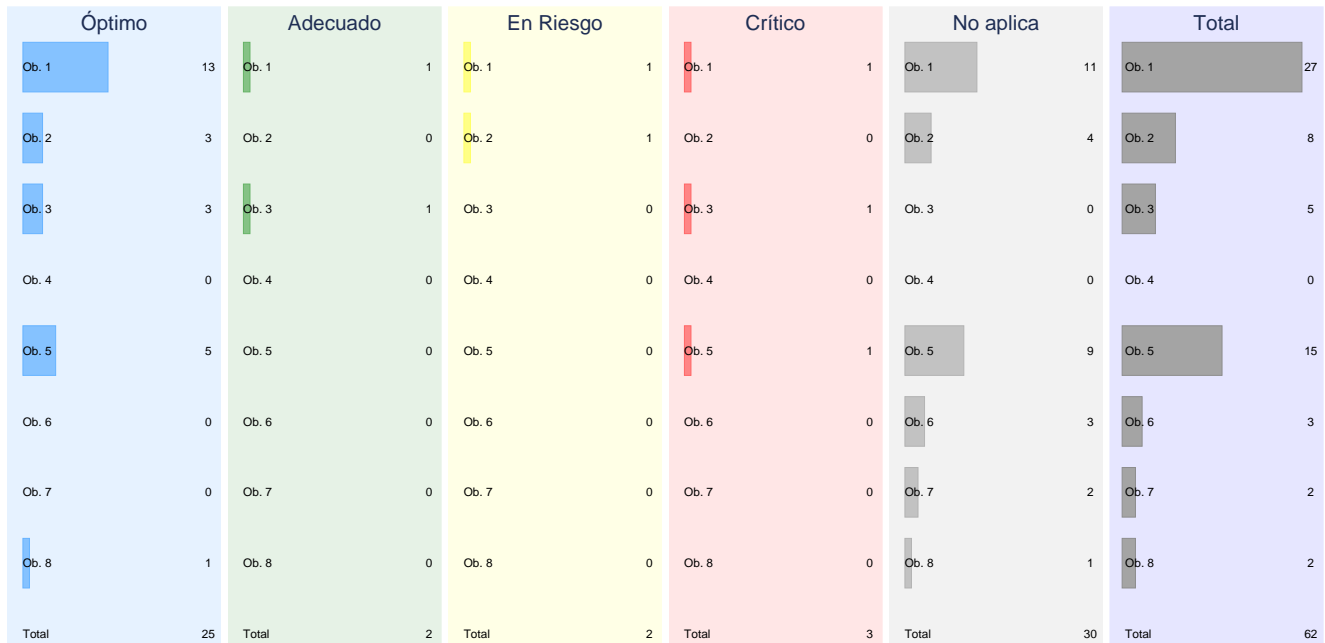 Óptimo Adecuado En Riesgo Crítico No aplica Total
Ob. 1 13 Ob. 1 1 Ob. 1 1 Ob. 1 1 Ob. 1 11 Ob. 1 27
Ob. 2 3 Ob. 2 0 Ob. 2 1 Ob. 2 0 Ob. 2 4 Ob. 2 8
Ob. 3 3 Ob. 3 1 Ob. 3 0 Ob. 3 1 Ob. 3 0 Ob. 3 5
Ob. 4 0 Ob. 4 0 Ob. 4 0 Ob. 4 0 Ob. 4 0 Ob. 4 0
Ob. 5 5 Ob. 5 0 Ob. 5 0 Ob. 5 1 Ob. 5 9 Ob. 5 15
Ob. 6 0 Ob. 6 0 Ob. 6 0 Ob. 6 0 Ob. 6 3 Ob. 6 3
Ob. 7 0 Ob. 7 0 Ob. 7 0 Ob. 7 0 Ob. 7 2 Ob. 7 2
Ob. 8 1 Ob. 8 0 Ob. 8 0 Ob. 8 0 Ob. 8 1 Ob. 8 2
Total 25 Total 2 Total 2 Total 3 Total 30 Total 62